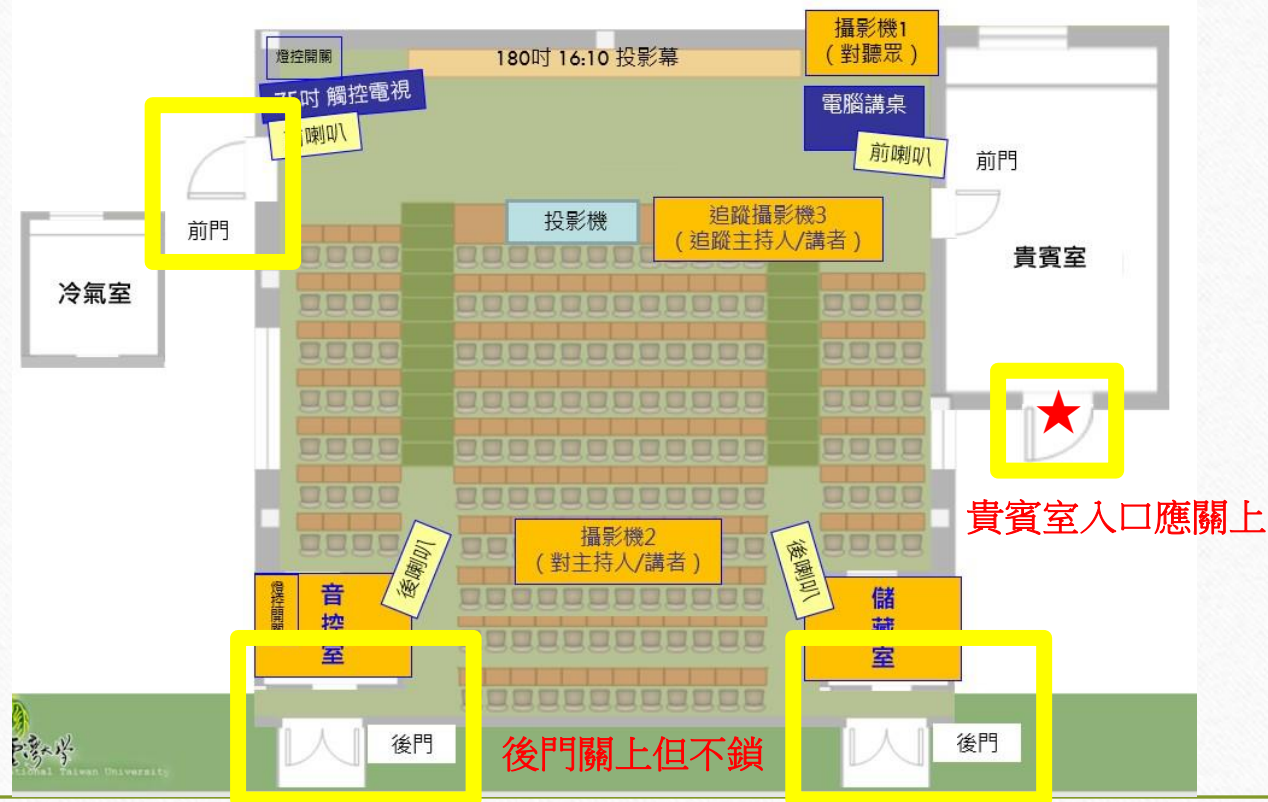 攝影機1
（對聽眾）
燈控開關
180吋 16:10 投影幕
75吋 觸控電視
電腦講桌
前喇叭
前喇叭
前門
前門
投影機
追蹤攝影機3
（追蹤主持人/講者）
貴賓室
冷氣室
貴賓室入口應關上
攝影機2
（對主持人/講者）
後喇叭
後喇叭
燈控開關
音控室
儲藏室
後門
後門關上但不鎖
後門
National Taiwan University